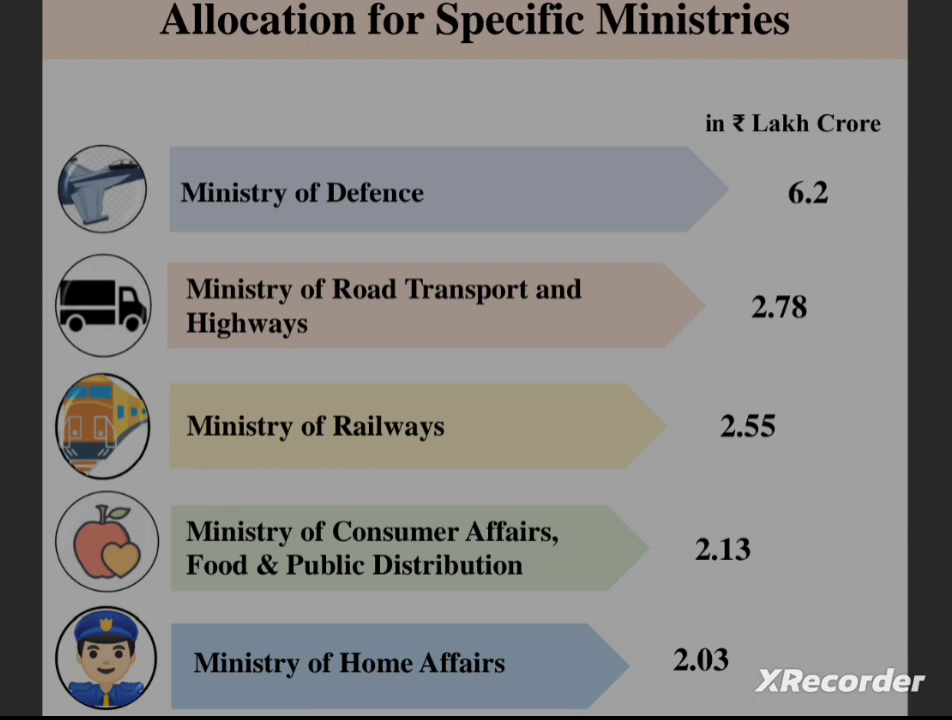 Allocation for Specific Ministries
in ₹ Lakh Crore
Ministry of Defence
6.2
Ministry of Road Transport and
Highways
2.78
Ministry of Railways
2.55
Ministry of Consumer Affairs,
Food & Public Distribution
2.13
Ministry of Home Affairs
2.03
XRecorder